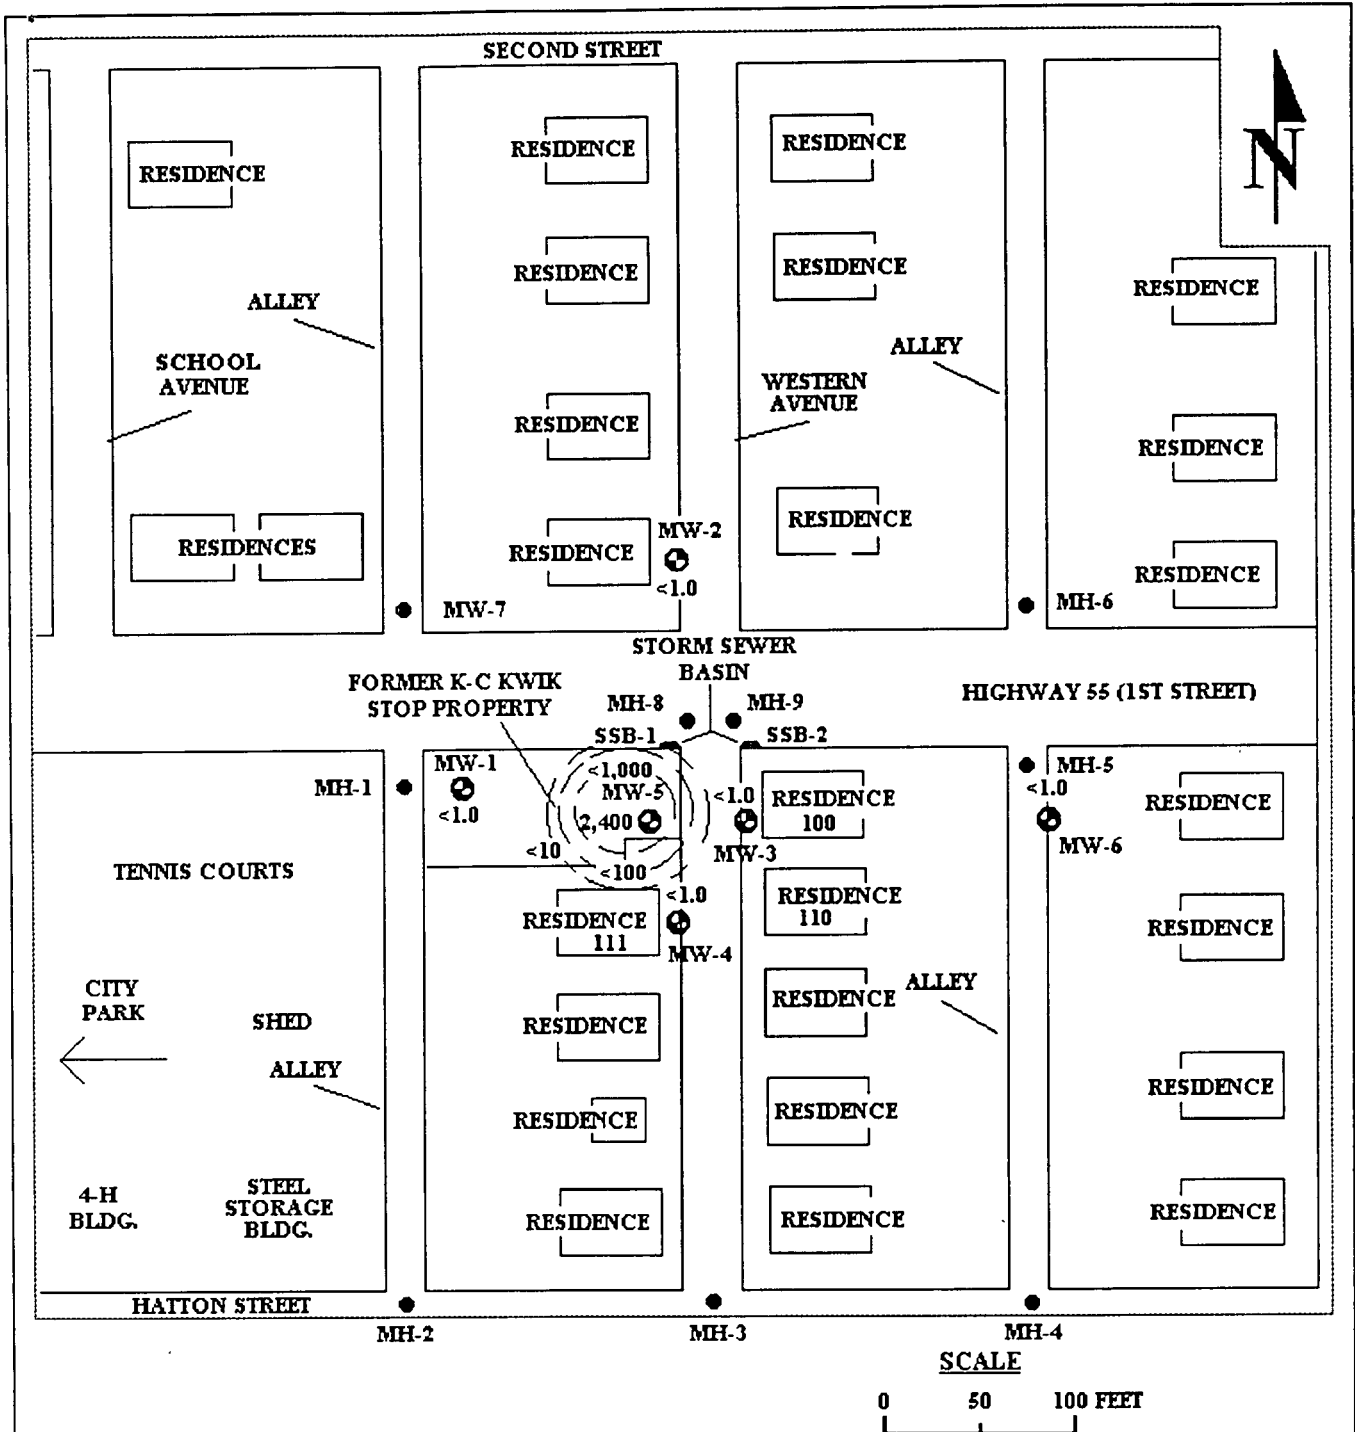 SECOND STREET
N
RESIDENCE
RESIDENCE
RESIDENCE
RESIDENCE
RESIDENCE
RESIDENCE
RESIDENCE
ALLEY
ALLEY
SCHOOL
AVENUE
WESTERN
AVENUE
RESIDENCE
RESIDENCE
RESIDENCES
RESIDENCE
MW-2
<1.0
RESIDENCE
RESIDENCE
MW-7
MH-6
STORM SEWER
BASIN
FORMER K-C KWIK
STOP PROPERTY
HIGHWAY 55 (1ST STREET)
MH-8
MH-9
SSB-1
SSB-2
MH-1
MW-1
<1.0
<1,000
MW-5
2,400
<10
<100
<1.0
MW-3
RESIDENCE
100
MH-5
<1.0
MW-6
RESIDENCE
TENNIS COURTS
<1.0
RESIDENCE
111
MW-4
RESIDENCE
110
RESIDENCE
CITY
PARK
SHED
ALLEY
RESIDENCE
RESIDENCE
ALLEY
RESIDENCE
RESIDENCE
RESIDENCE
4-H
BLDG.
STEEL
STORAGE
BLDG.
RESIDENCE
RESIDENCE
RESIDENCE
HATTON STREET
MH-2
MH-3
MH-4
SCALE
0 50 100 FEET